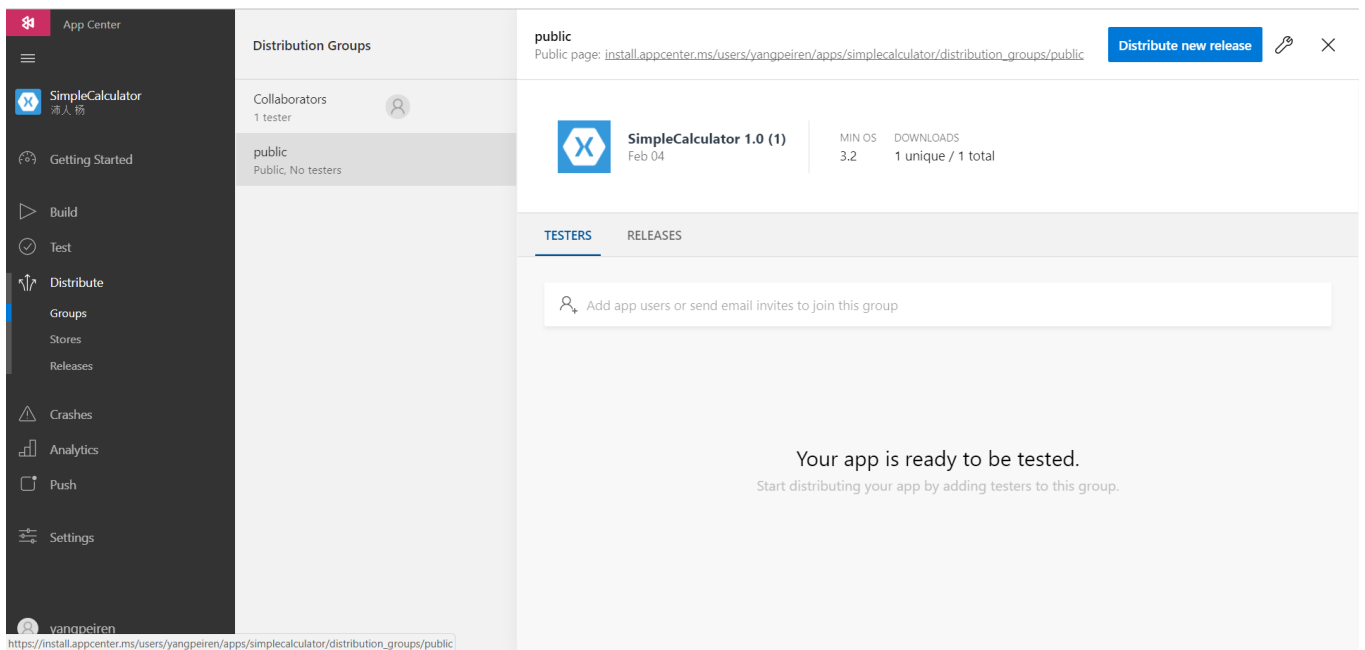 App Center
SimpleCalculator
沛人 杨
Getting Started
Build
Test
Distribute
Groups
Stores
Releases
Crashes
Analytics
Push
Settings
yangpeiren
https://install.appcenter.ms/users/yangpeiren/apps/simplecalculator/distribution_groups/public
Distribution Groups
Collaborators
1 tester
public
Public, No testers
public
Public page: install.appcenter.ms/users/yangpeiren/apps/simplecalculator/distribution_groups/public
Distribute new release
SimpleCalculator 1.0 (1)
Feb 04
MIN OS DOWNLOADS
3.2 1 unique / 1 total
TESTERS RELEASES
Add app users or send email invites to join this group
Your app is ready to be tested.
Start distributing your app by adding testers to this group.